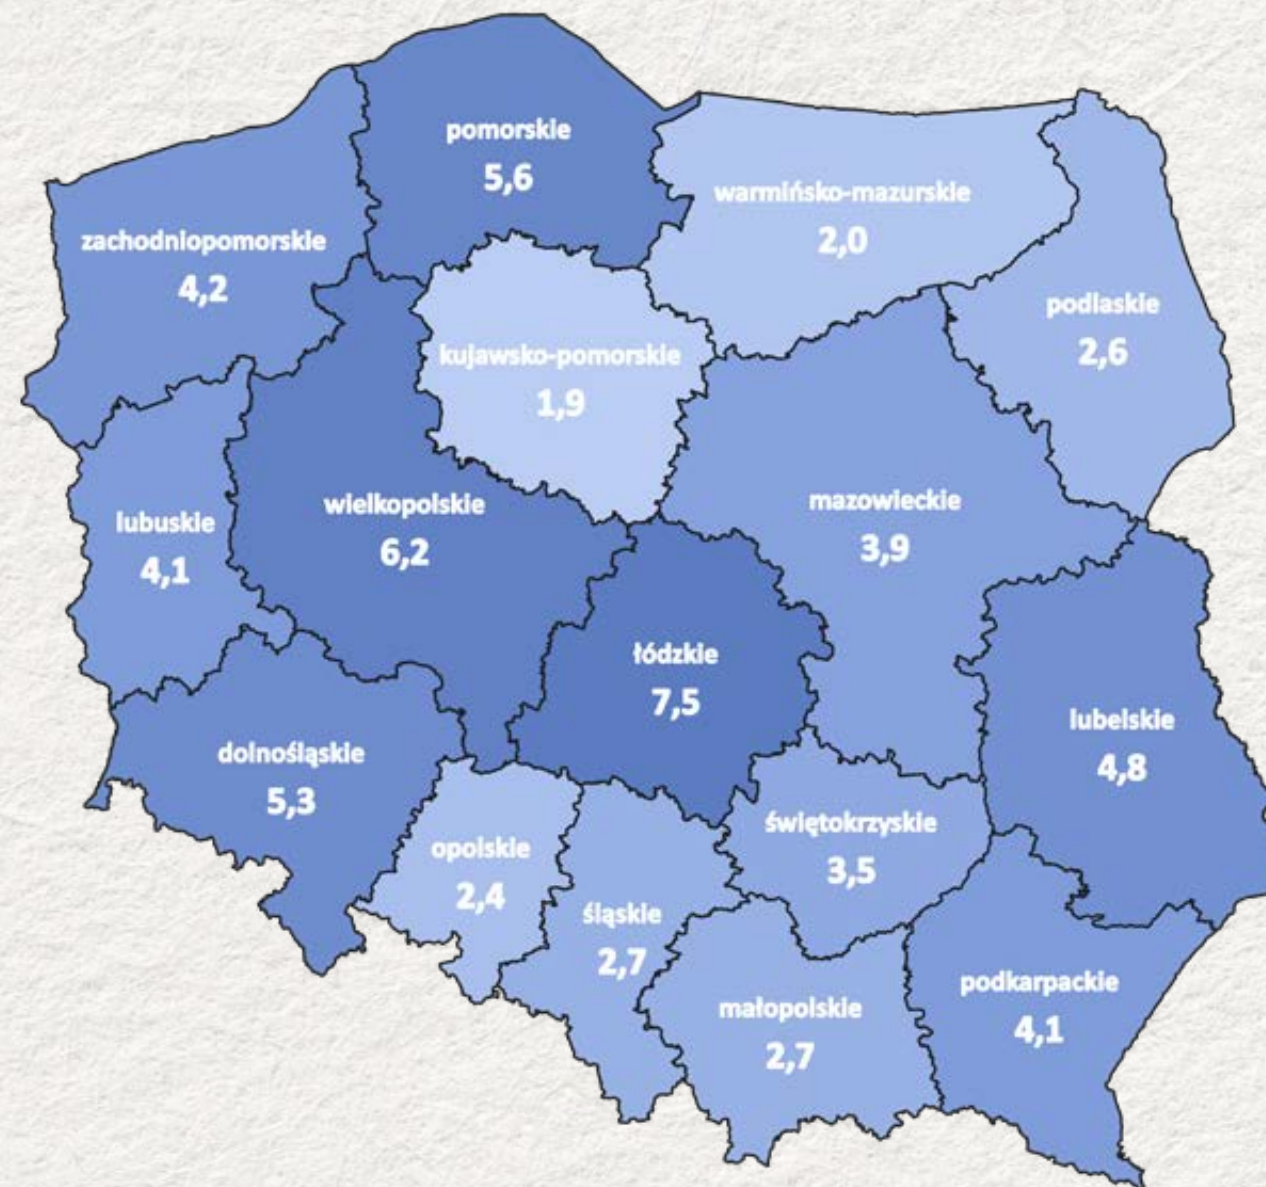 pomorskie
5,6
warmińsko-mazurskie
2,0
zachodniopomorskie
4,2
podlaskie
2,6
kujawsko-pomorskie
1,9
wielkopolskie
6,2
mazowieckie
3,9
lubuskie
4,1
łódzkie
7,5
lubelskie
4,8
dolnośląskie
5,3
świętokrzyskie
3,5
opolskie
2,4
śląskie
2,7
podkarpackie
4,1
małopolskie
2,7